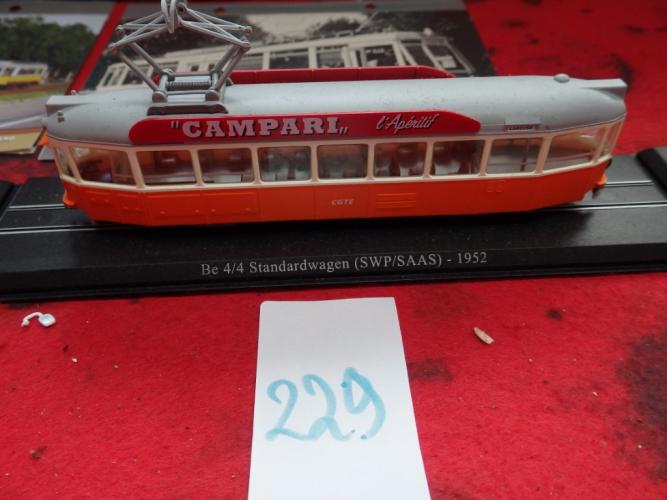 "CAMPARI„ l'Apéritif
CGTE
Be 4/4 Standardwagen (SWP/SAAS) - 1952
229